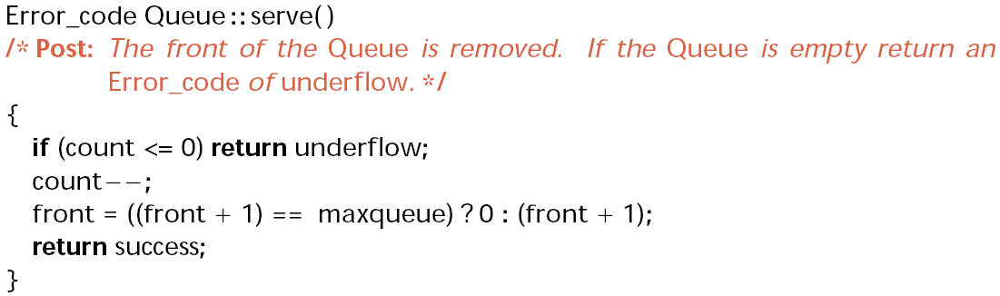 Error_code Queue::serve()
/* Post: The front of the Queue is removed. If the Queue is empty return an
Error_code of underflow. */
{
if (count <= 0) return underflow;
count−−;
front = ((front + 1) == maxqueue) ? 0 : (front + 1);
return success;
}